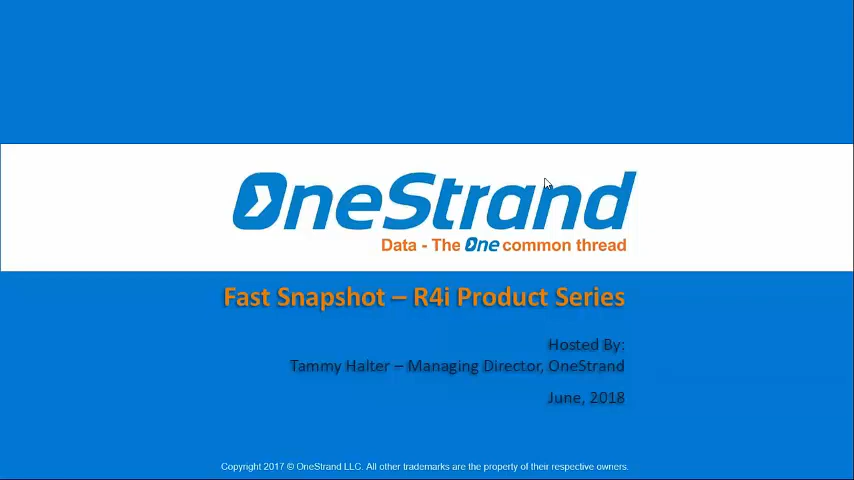 OneStrand
Data - The One common thread
Fast Snapshot – R4i Product Series
Hosted By:
Tammy Halter – Managing Director, OneStrand
June, 2018
Copyright 2017 © OneStrand LLC. All other trademarks are the property of their respective owners.